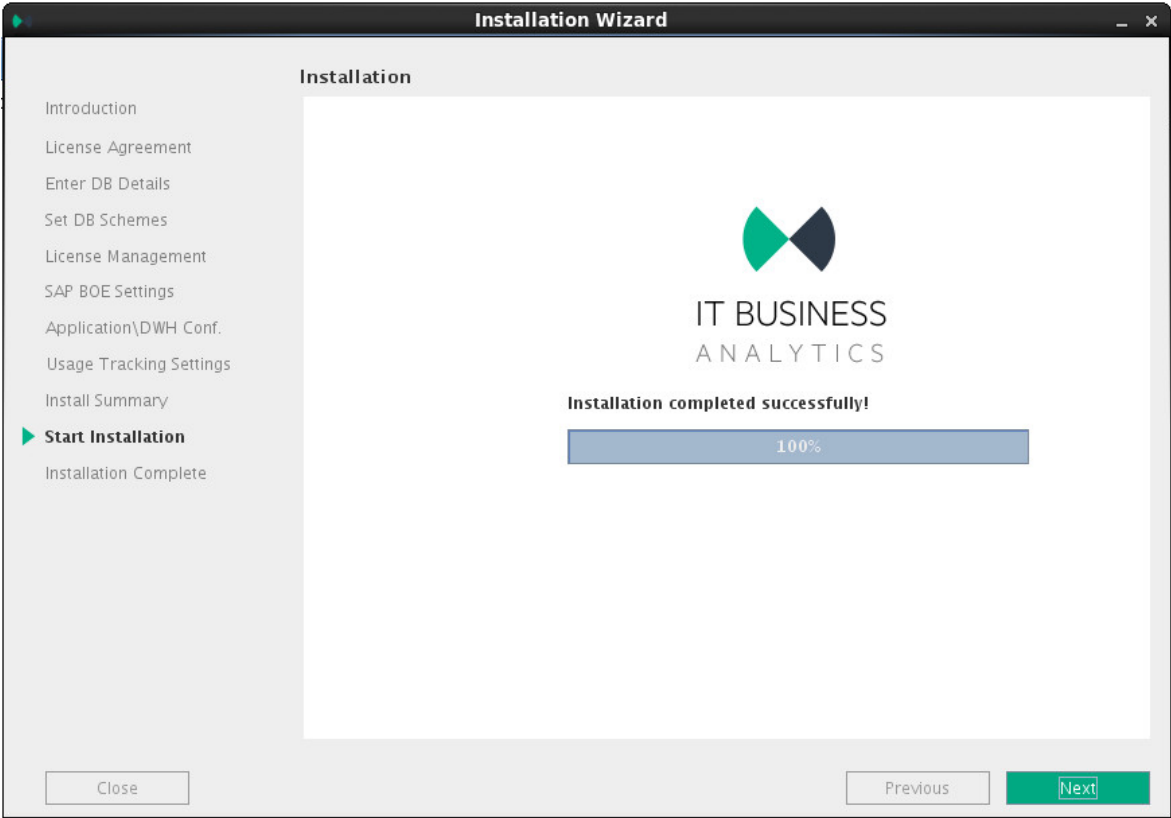 Installation Wizard
Installation
Introduction
License Agreement
Enter DB Details
Set DB Schemes
License Management
SAP BOE Settings
Application\DWH Conf.
Usage Tracking Settings
Install Summary
Start Installation
Installation Complete
IT BUSINESS
ANALYTICS
Installation completed successfully!
100%
Close
Previous
Next